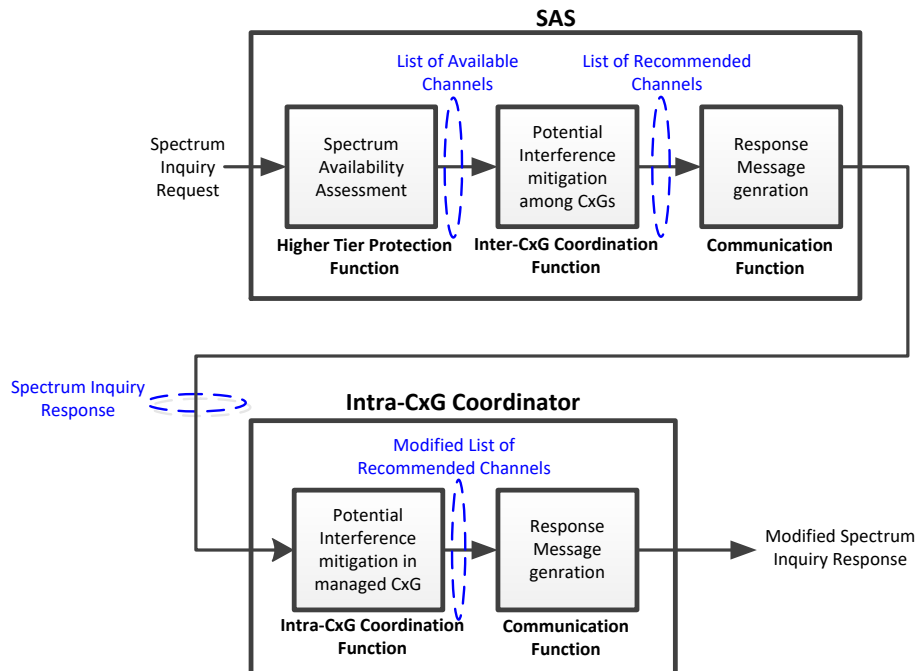 SAS
List of Available
Channels
List of Recommended
Channels
Spectrum
Inquiry
Request
Spectrum
Availability
Assessment
Potential
Interference
mitigation
among CxGs
Response
Message
genration
Higher Tier Protection
Function
Inter-CxG Coordination
Function
Communication
Function
Spectrum Inquiry
Response
Intra-CxG Coordinator
Modified List of
Recommended Channels
Potential
Interference
mitigation in
managed CxG
Response
Message
genration
Modified Spectrum
Inquiry Response
Intra-CxG Coordination
Function
Communication
Function